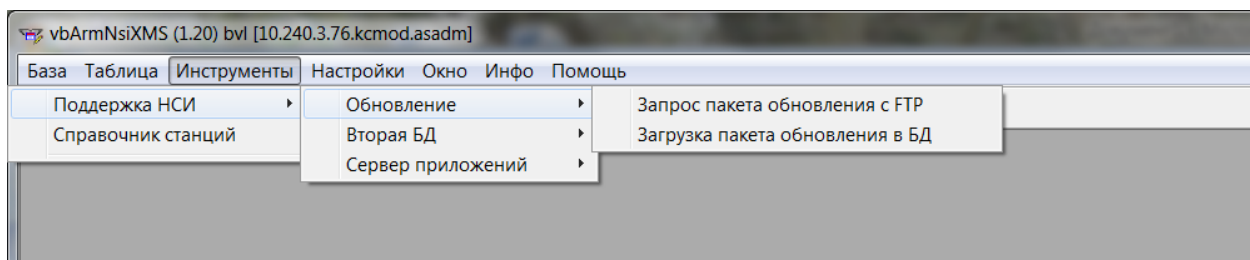 vbArmNsiXMS (1.20) bvl [10.240.3.76.kcmod.asadm]
База Таблица Инструменты Настройки Окно Инфо Помощь
Поддержка НСИ Обновление Запрос пакета обновления с FTP
Справочник станций Вторая БД Загрузка пакета обновления в БД
Сервер приложений